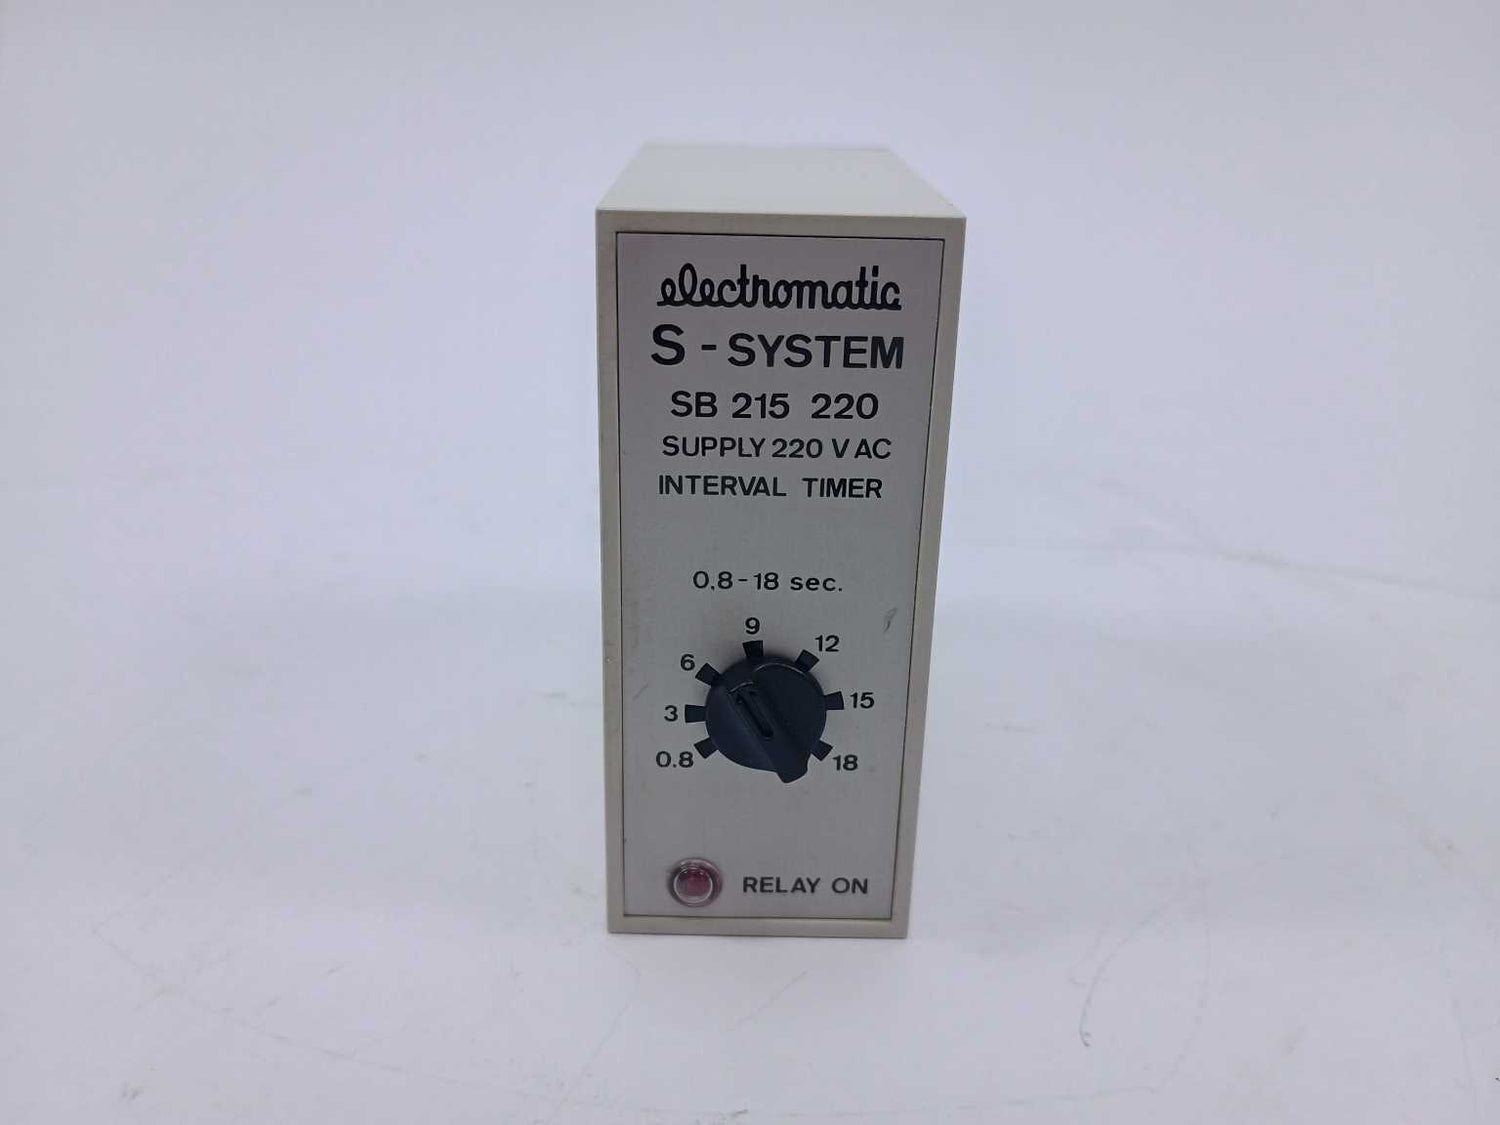 electromatic
S - SYSTEM
SB 215 220
SUPPLY 220 V AC
INTERVAL TIMER
0,8-18 sec.
9
12
6
15
3
0.8
18
RELAY ON